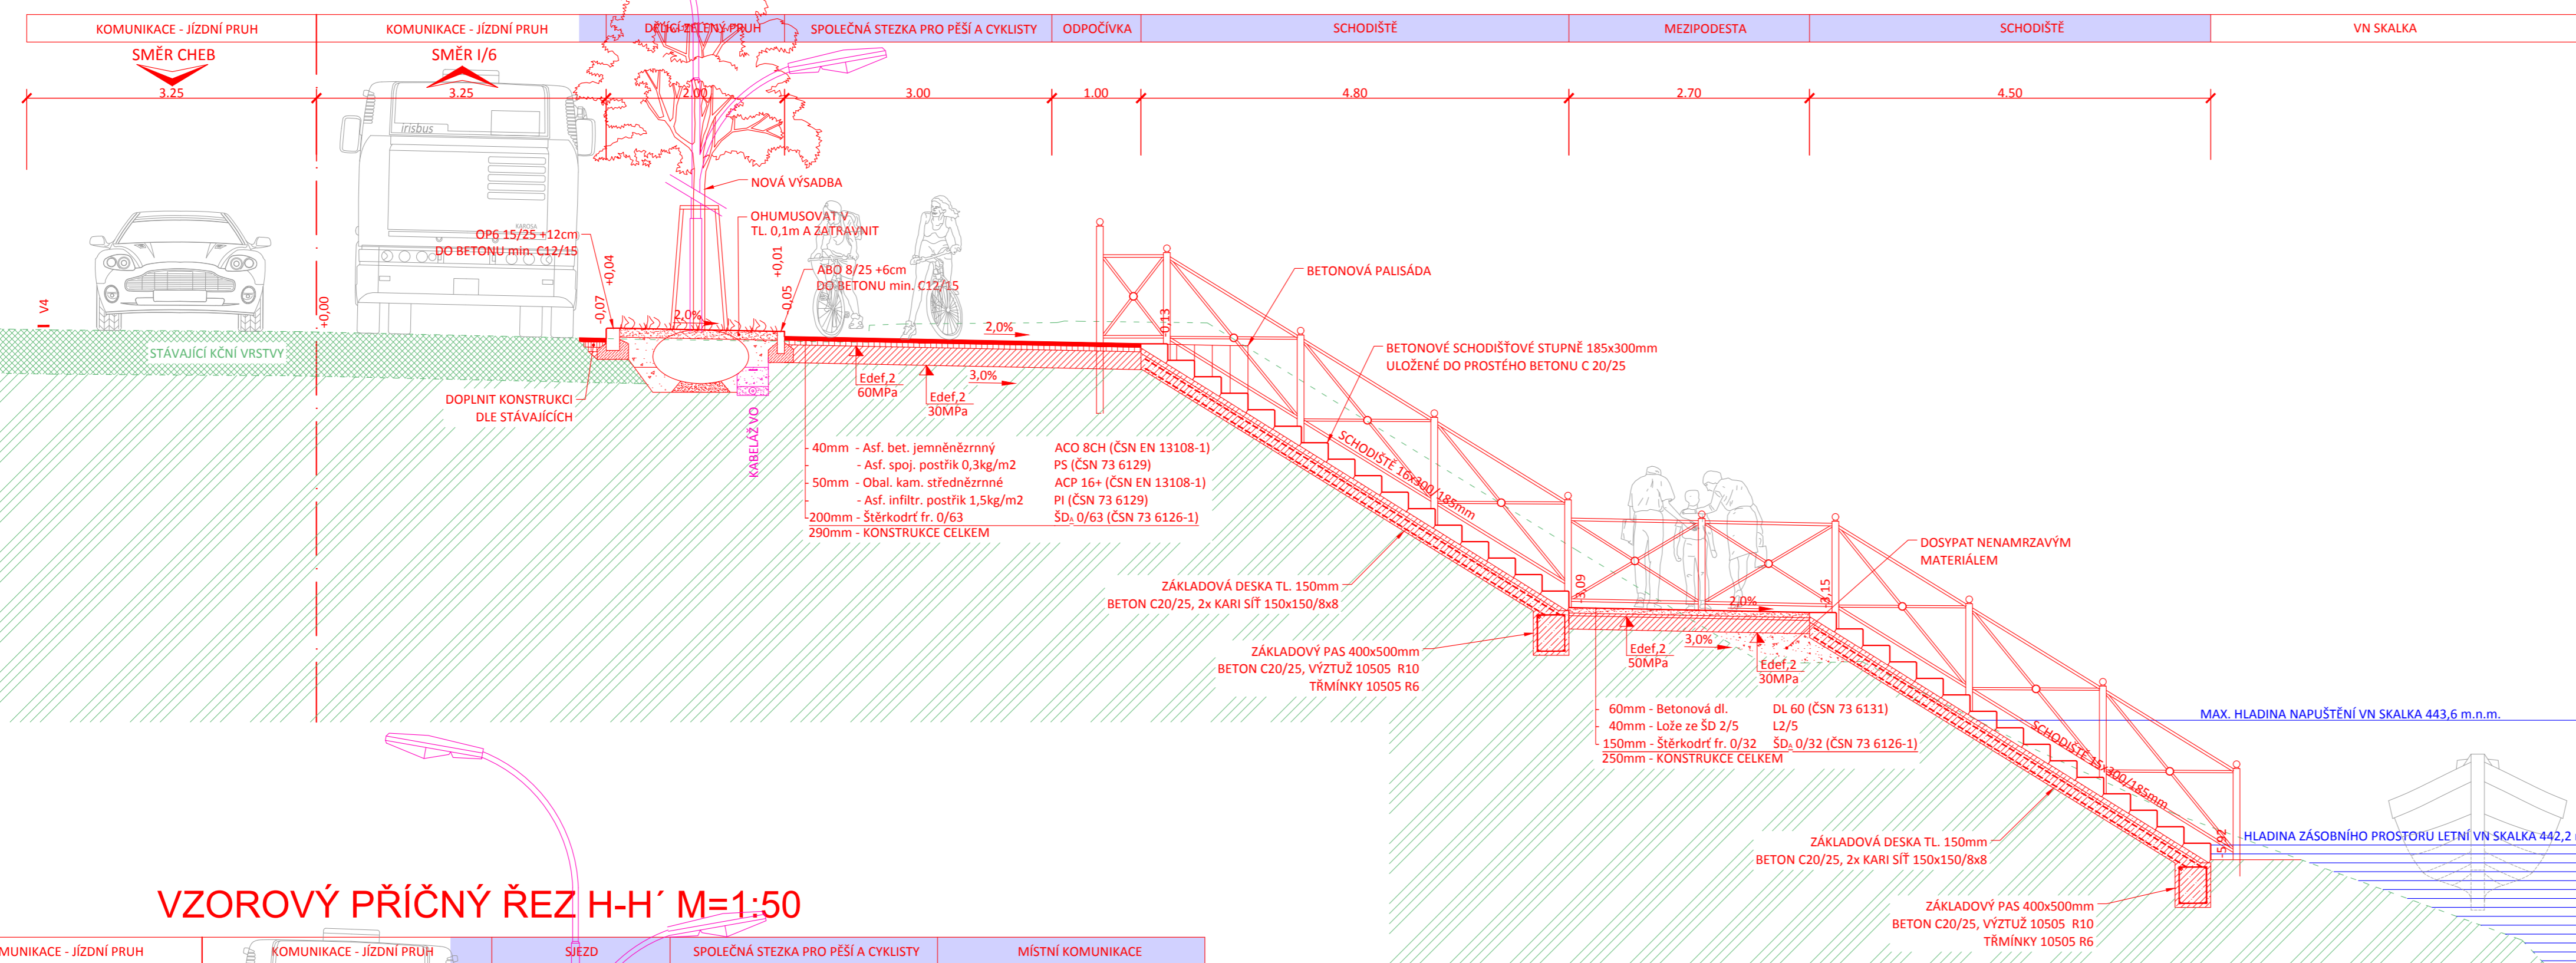 KOMUNIKACE - JÍZDNÍ PRUH
KOMUNIKACE - JÍZDNÍ PRUH
DĚLÍCÍ ZELENÝ PRUH
SPOLEČNÁ STEZKA PRO PĚŠÍ A CYKLISTY
ODPOČÍVKA
SCHODIŠTĚ
MEZIPODESTA
SCHODIŠTĚ
VN SKALKA
SMĚR CHEB
SMĚR I/6
3.25
3.25
2.00
3.00
1.00
4.80
2.70
4.50
irisbus
KAROSA
NOVÁ VÝSADBA
OHUMUSOVAT V
TL. 0,1m A ZATRAVNIT
OP6 15/25 +12cm
DO BETONU min. C12/15
ABO 8/25 +6cm
DO BETONU min. C12/15
BETONOVÁ PALISÁDA
V4
+0,00
-0,07
+0,04
+0,01
-0,05
-0,13
2,0%
2,0%
3,0%
STÁVAJÍCÍ KČNÍ VRSTVY
BETONOVÉ SCHODIŠŤOVÉ STUPNĚ 185x300mm
ULOŽENÉ DO PROSTÉHO BETONU C 20/25
DOPLNIT KONSTRUKCI
DLE STÁVAJÍCÍCH
KABELÁŽ VO
Edef,2
60MPa
Edef,2
30MPa
40mm - Asf. bet. jemněnězrnný ACO 8CH (ČSN EN 13108-1)
- Asf. spoj. postřik 0,3kg/m2 PS (ČSN 73 6129)
50mm - Obal. kam. střednězrnné ACP 16+ (ČSN EN 13108-1)
- Asf. infiltr. postřik 1,5kg/m2 PI (ČSN 73 6129)
200mm - Štěrkodrť fr. 0/63 ŠDA 0/63 (ČSN 73 6126-1)
290mm - KONSTRUKCE CELKEM
SCHODIŠTĚ 16x300/185mm
ZÁKLADOVÁ DESKA TL. 150mm
BETON C20/25, 2x KARI SÍŤ 150x150/8x8
ZÁKLADOVÝ PAS 400x500mm
BETON C20/25, VÝZTUŽ 10505 R10
TŘMÍNKY 10505 R6
-3,09
2,0%
-3,15
3,0%
DOSYPAT NENAMRZAVÝM
MATERIÁLEM
Edef,2
50MPa
Edef,2
30MPa
60mm - Betonová dl. DL 60 (ČSN 73 6131)
40mm - Lože ze ŠD 2/5 L2/5
150mm - Štěrkodrť fr. 0/32 ŠDA 0/32 (ČSN 73 6126-1)
250mm - KONSTRUKCE CELKEM
MAX. HLADINA NAPUŠTĚNÍ VN SKALKA 443,6 m.n.m.
SCHODIŠTĚ 15x300/185mm
-5,92
HLADINA ZÁSOBNÍHO PROSTORU LETNÍ VN SKALKA 442,2
ZÁKLADOVÁ DESKA TL. 150mm
BETON C20/25, 2x KARI SÍŤ 150x150/8x8
ZÁKLADOVÝ PAS 400x500mm
BETON C20/25, VÝZTUŽ 10505 R10
TŘMÍNKY 10505 R6
VZOROVÝ PŘÍČNÝ ŘEZ H-H´ M=1:50
MUNIKACE - JÍZDNÍ PRUH
KOMUNIKACE - JÍZDNÍ PRUH
SJEZD
SPOLEČNÁ STEZKA PRO PĚŠÍ A CYKLISTY
MÍSTNÍ KOMUNIKACE